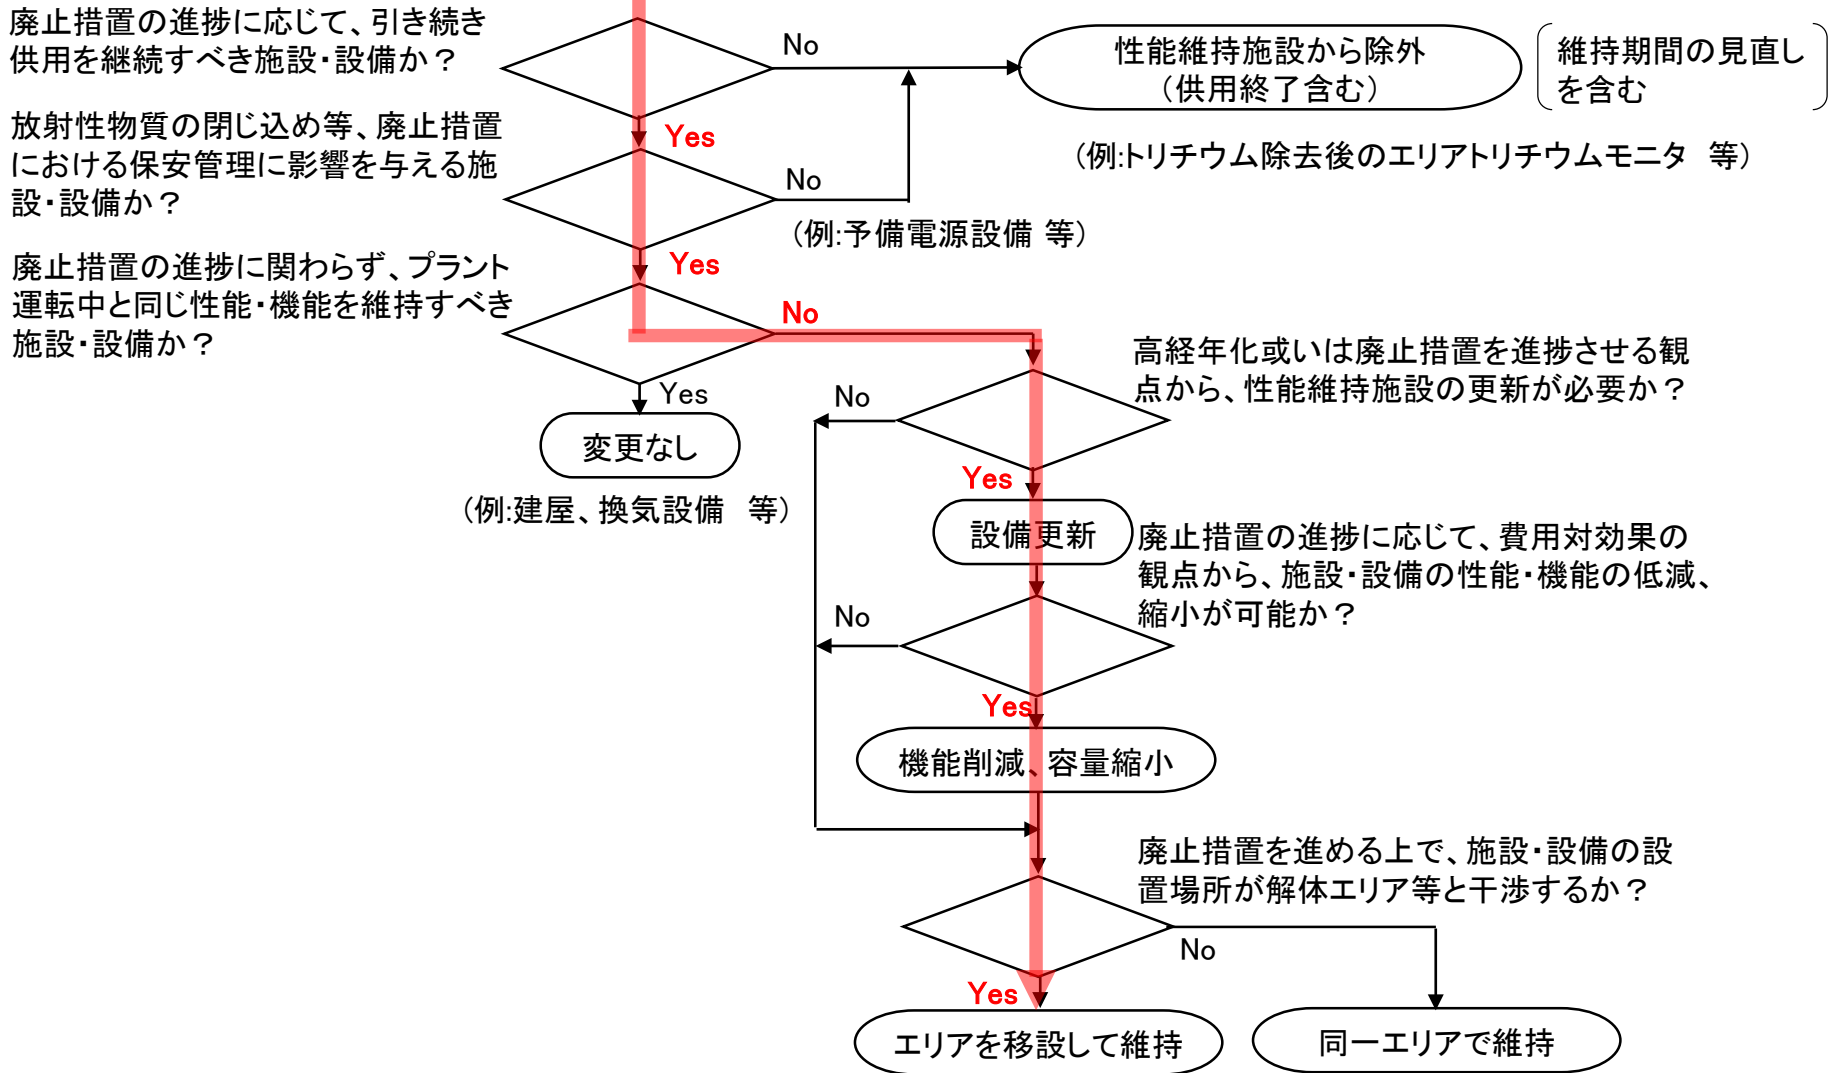 廃止措置の進捗に応じて、引き続き
供用を継続すべき施設・設備か？
No
性能維持施設から除外
（供用終了含む）
維持期間の見直し
を含む
放射性物質の閉じ込め等、廃止措置
における保安管理に影響を与える施
設・設備か？
Yes
No
（例:トリチウム除去後のエリアトリチウムモニタ　等）
（例:予備電源設備 等）
廃止措置の進捗に関わらず、プラント
運転中と同じ性能・機能を維持すべき
施設・設備か？
Yes
No
Yes
変更なし
（例:建屋、換気設備　等）
高経年化或いは廃止措置を進捗させる観
点から、性能維持施設の更新が必要か？
No
Yes
設備更新
廃止措置の進捗に応じて、費用対効果の
観点から、施設・設備の性能・機能の低減、
縮小が可能か？
No
Yes
機能削減、容量縮小
廃止措置を進める上で、施設・設備の設
置場所が解体エリア等と干渉するか？
No
Yes
エリアを移設して維持
同一エリアで維持